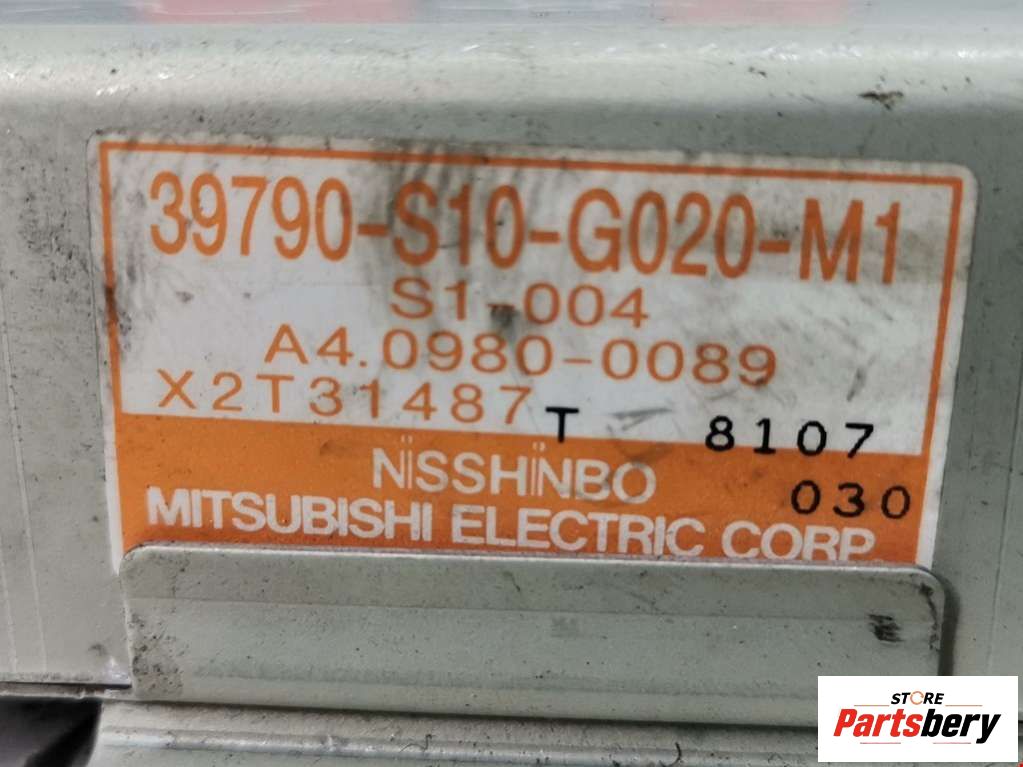 39790-S10-G020-M1
S1-004
A4.0980-0089
X2T31487 T 8107
NiSSHiNBO 030
MITSUBISHI ELECTRIC CORP
STORE
Partsbery